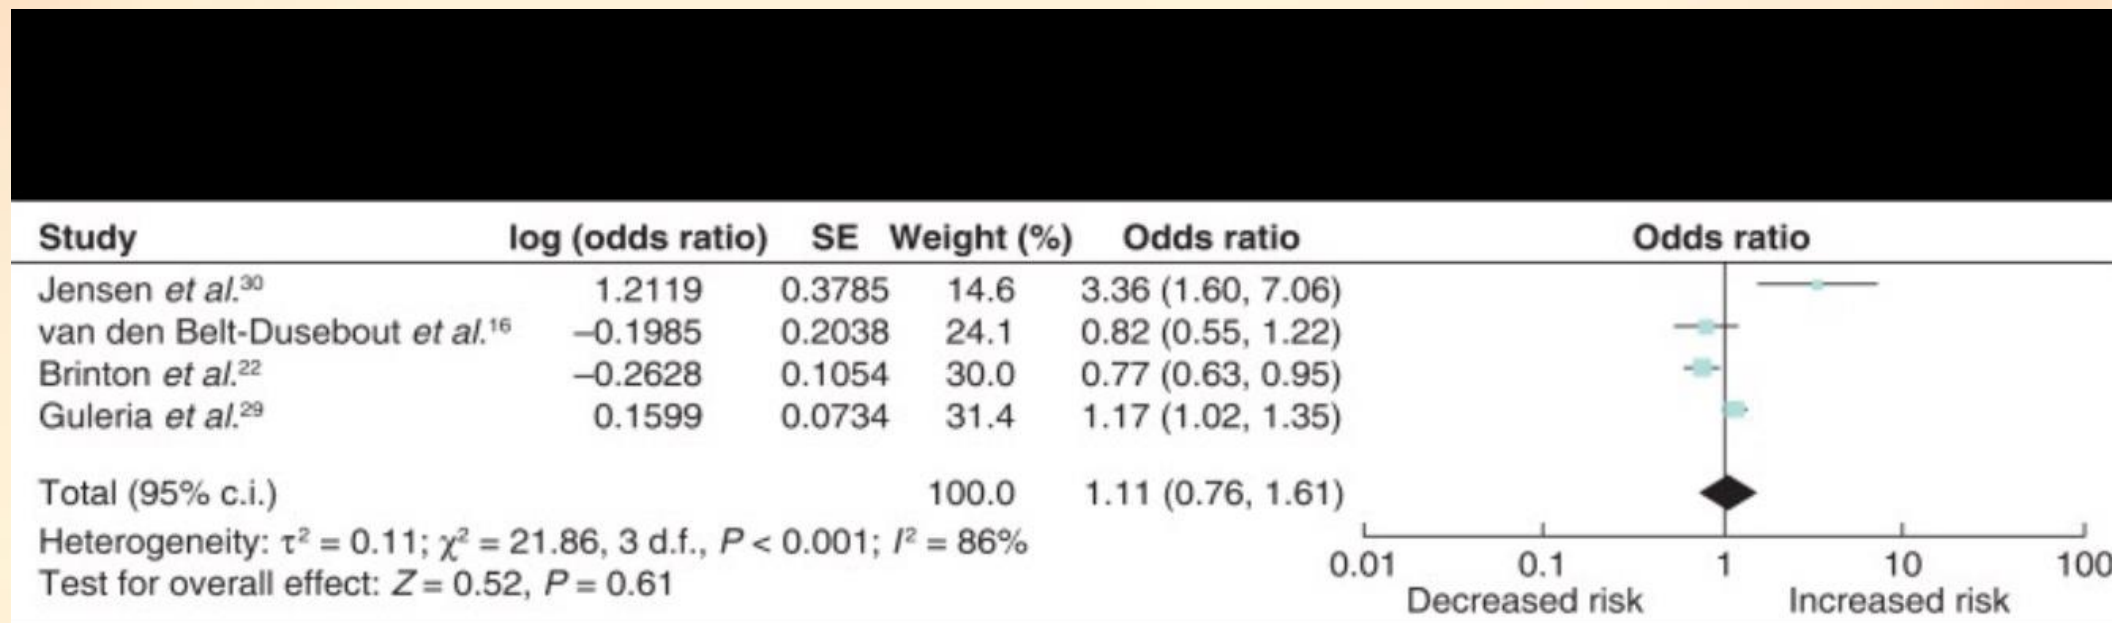 Study log (odds ratio) SE Weight (%) Odds ratio Odds ratio
Jensen et al.³⁰ 1.2119 0.3785 14.6 3.36 (1.60, 7.06)
van den Belt-Dusebout et al.¹⁶ –0.1985 0.2038 24.1 0.82 (0.55, 1.22)
Brinton et al.²² –0.2628 0.1054 30.0 0.77 (0.63, 0.95)
Guleria et al.²⁹ 0.1599 0.0734 31.4 1.17 (1.02, 1.35)
Total (95% c.i.) 100.0 1.11 (0.76, 1.61)
Heterogeneity: τ² = 0.11; χ² = 21.86, 3 d.f., P < 0.001; I² = 86%
Test for overall effect: Z = 0.52, P = 0.61
0.01 0.1 1 10 100
Decreased risk Increased risk